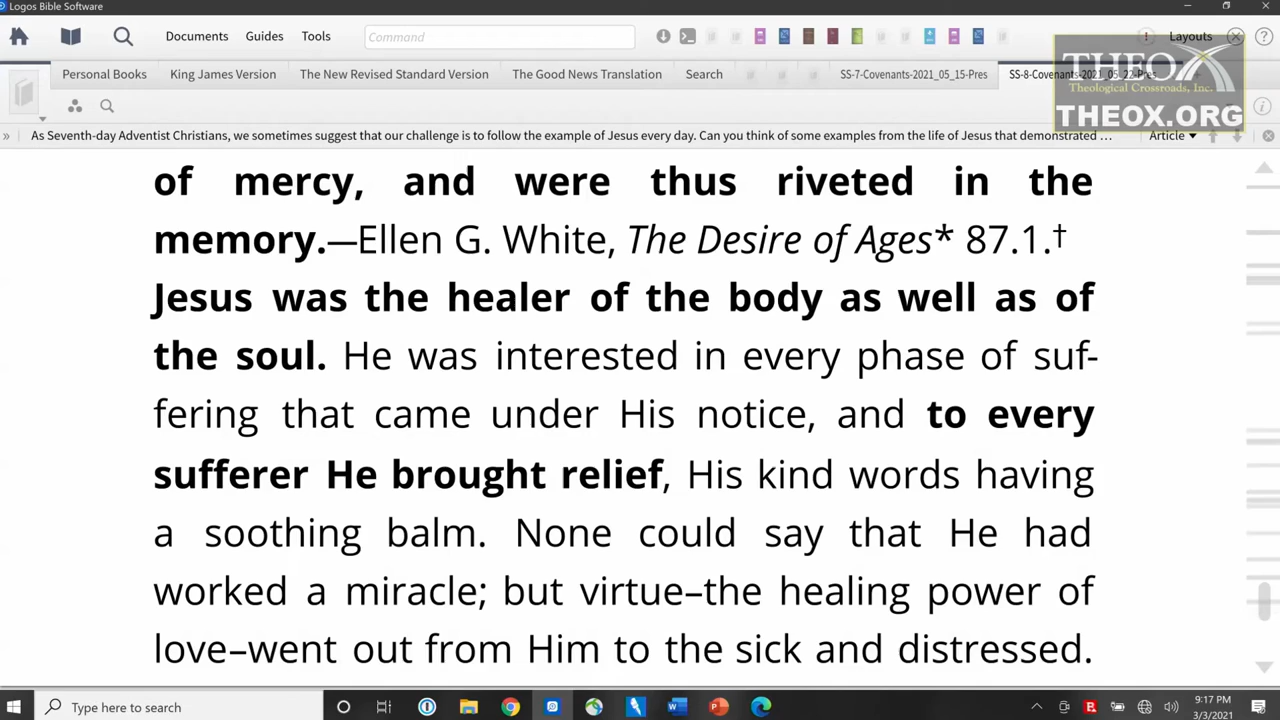 Logos Bible Software
Documents Guides Tools Command Layouts
Personal Books King James Version The New Revised Standard Version The Good News Translation Search SS-7-Covenants-2021_05_15-Pres SS-8-Covenants-2021_05_22-Pres
THEOX
Theological Crossroads, Inc.
THEOX.ORG
» As Seventh-day Adventist Christians, we sometimes suggest that our challenge is to follow the example of Jesus every day. Can you think of some examples from the life of Jesus that demonstrated ... Article
of mercy, and were thus riveted in the
memory.—Ellen G. White, The Desire of Ages* 87.1.†
Jesus was the healer of the body as well as of
the soul. He was interested in every phase of suf-
fering that came under His notice, and to every
sufferer He brought relief, His kind words having
a soothing balm. None could say that He had
worked a miracle; but virtue–the healing power of
love–went out from Him to the sick and distressed.
Type here to search
9:17 PM
3/3/2021